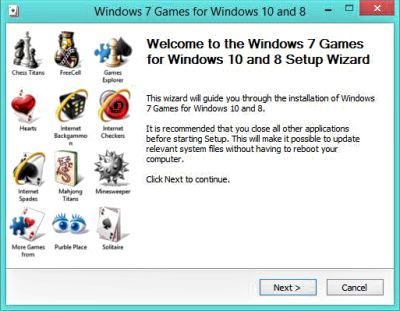 Windows 7 Games for Windows 10 and 8
Welcome to the Windows 7 Games
for Windows 10 and 8 Setup Wizard
This wizard will guide you through the installation of Windows
7 Games for Windows 10 and 8.
It is recommended that you close all other applications
before starting Setup. This will make it possible to update
relevant system files without having to reboot your
computer.
Click Next to continue.
Chess Titans
FreeCell
Games
Explorer
Hearts
Internet
Backgammo
n
Internet
Checkers
Internet
Spades
Mahjong
Titans
Minesweeper
More Games
from
Purble Place
Solitaire
Next >
Cancel